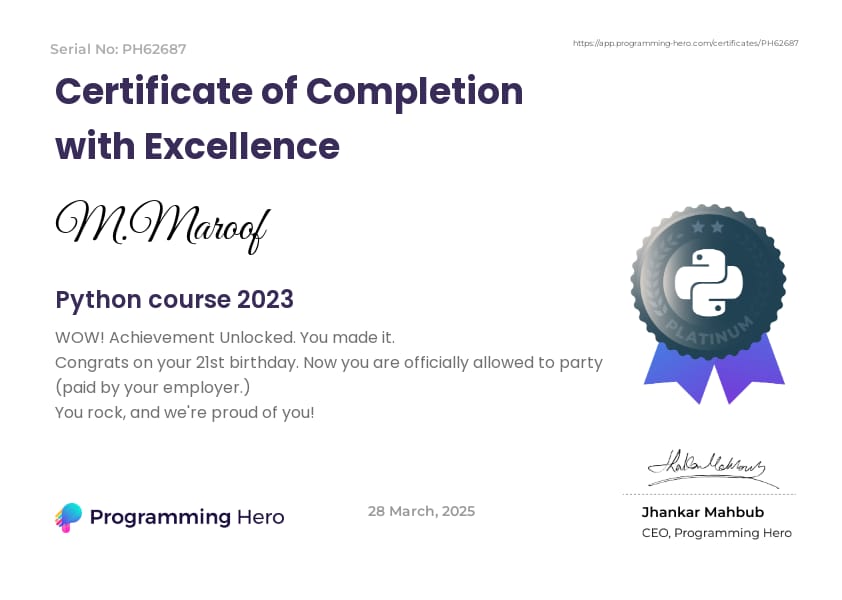 Serial No: PH62687
https://app.programming-hero.com/certificates/PH62687
Certificate of Completion
with Excellence
M.Maroof
Python course 2023
WOW! Achievement Unlocked. You made it.
Congrats on your 21st birthday. Now you are officially allowed to party
(paid by your employer.)
You rock, and we're proud of you!
PLATINUM
Programming Hero
28 March, 2025
Jhankar Mahbub
Jhankar Mahbub
CEO, Programming Hero